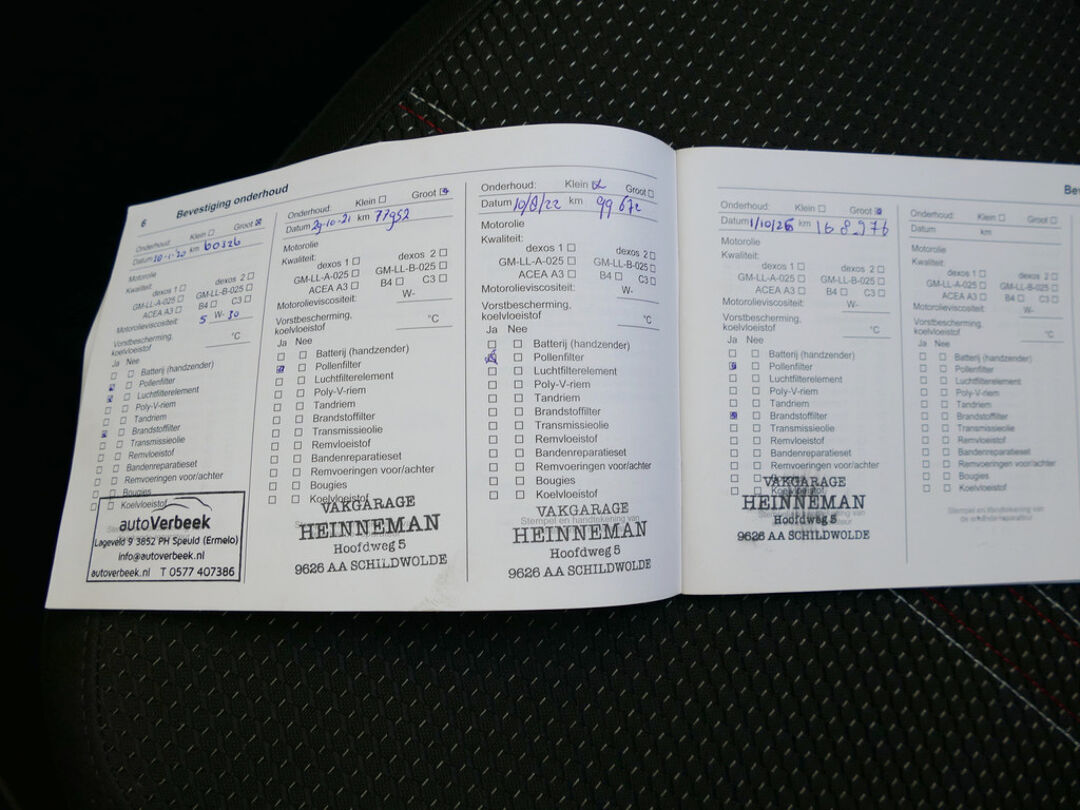 6 Bevestiging onderhoud
Onderhoud: Klein ☐ Groot ☒
Datum 10-1-'20 km 60326
Motorolie
Kwaliteit:
dexos 1 ☐ dexos 2 ☐
GM-LL-A-025 ☐ GM-LL-B-025 ☐
ACEA A3 ☐ B4 ☐ C3 ☐
Motorolieviscositeit: 5 W- 30
Vorstbescherming,
koelvloeistof °C
Ja Nee
Batterij (handzender)
Pollenfilter
Luchtfilterelement
Poly-V-riem
Tandriem
Brandstoffilter
Transmissieolie
Remvloeistof
Bandenreparatieset
Remvoeringen voor/achter
Bougies
Koelvloeistof
autoVerbeek
Lageveld 9 3852 PH Speuld (Ermelo)
info@autoverbeek.nl
autoverbeek.nl T 0577 407386
Onderhoud: Klein ☐ Groot ☒
Datum 29-10-21 km 77952
Motorolie
Kwaliteit:
dexos 1 ☐ dexos 2 ☐
GM-LL-A-025 ☐ GM-LL-B-025 ☐
ACEA A3 ☐ B4 ☐ C3 ☐
Motorolieviscositeit: W-
Vorstbescherming,
koelvloeistof °C
Ja Nee
Batterij (handzender)
Pollenfilter
Luchtfilterelement
Poly-V-riem
Tandriem
Brandstoffilter
Transmissieolie
Remvloeistof
Bandenreparatieset
Remvoeringen voor/achter
Bougies
Koelvloeistof
VAKGARAGE
HEINNEMAN
Hoofdweg 5
9626 AA SCHILDWOLDE
Onderhoud: Klein ☒ Groot ☐
Datum 10/8/22 km 99 672
Motorolie
Kwaliteit:
dexos 1 ☐ dexos 2 ☐
GM-LL-A-025 ☐ GM-LL-B-025 ☐
ACEA A3 ☐ B4 ☐ C3 ☐
Motorolieviscositeit: W-
Vorstbescherming,
koelvloeistof °C
Ja Nee
Batterij (handzender)
Pollenfilter
Luchtfilterelement
Poly-V-riem
Tandriem
Brandstoffilter
Transmissieolie
Remvloeistof
Bandenreparatieset
Remvoeringen voor/achter
Bougies
Koelvloeistof
Stempel en handtekening van
VAKGARAGE
HEINNEMAN
Hoofdweg 5
9626 AA SCHILDWOLDE
Be
Onderhoud: Klein ☐ Groot ☒
Datum km 168.976
Motorolie
Kwaliteit:
dexos 1 ☐ dexos 2 ☐
GM-LL-A-025 ☐ GM-LL-B-025 ☐
ACEA A3 ☐ B4 ☐ C3 ☐
Motorolieviscositeit: W-
Vorstbescherming,
koelvloeistof °C
Ja Nee
Batterij (handzender)
Pollenfilter
Luchtfilterelement
Poly-V-riem
Tandriem
Brandstoffilter
Transmissieolie
Remvloeistof
Bandenreparatieset
Remvoeringen voor/achter
Bougies
Koelvloeistof
VAKGARAGE
HEINNEMAN
Hoofdweg 5
9626 AA SCHILDWOLDE
Onderhoud: Klein ☐ Groot ☐
Datum km
Motorolie
Kwaliteit:
dexos 1 ☐ dexos 2 ☐
GM-LL-A-025 ☐ GM-LL-B-025 ☐
ACEA A3 ☐ B4 ☐ C3 ☐
Motorolieviscositeit: W-
Vorstbescherming,
koelvloeistof °C
Ja Nee
Batterij (handzender)
Pollenfilter
Luchtfilterelement
Poly-V-riem
Tandriem
Brandstoffilter
Transmissieolie
Remvloeistof
Bandenreparatieset
Remvoeringen voor/achter
Bougies
Koelvloeistof
Stempel en handtekening van